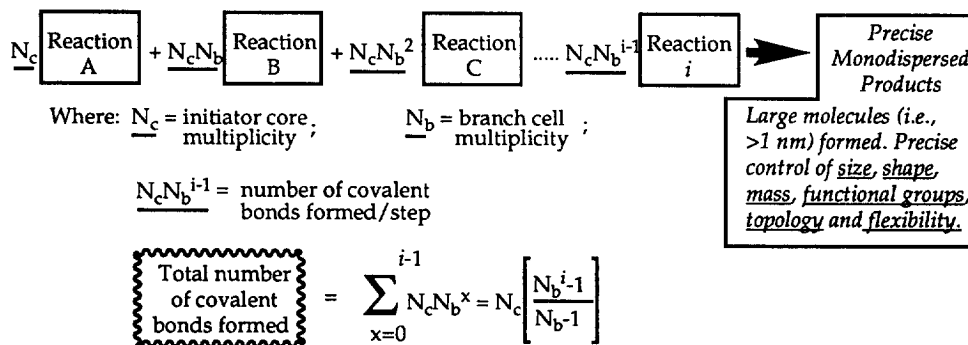 N_c Reaction A + N_cN_b Reaction B + N_cN_b^2 Reaction C ..... N_cN_b^{i-1} Reaction i
Precise
Monodispersed
Products
Large molecules (i.e.,
>1 nm) formed. Precise
control of size, shape,
mass, functional groups,
topology and flexibility.
Where: N_c = initiator core multiplicity ; N_b = branch cell multiplicity ;
N_cN_b^{i-1} = number of covalent
bonds formed/step
Total number
of covalent
bonds formed
= \sum_{x=0}^{i-1} N_cN_b^x = N_c[\frac{N_b^i-1}{N_b-1}]